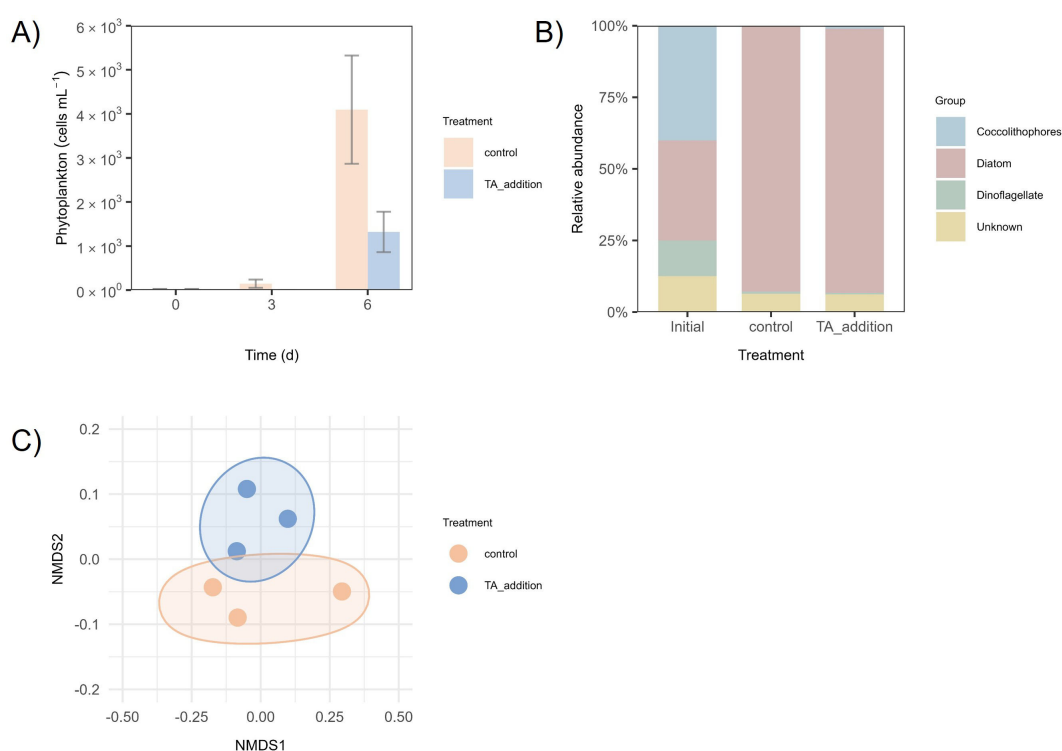 A)
Phytoplankton (cells mL⁻¹)
6 × 10³
5 × 10³
4 × 10³
3 × 10³
2 × 10³
1 × 10³
0 × 10⁰
0 3 6
Time (d)
Treatment
control
TA_addition
B)
Relative abundance
100%
75%
50%
25%
0%
Initial control TA_addition
Treatment
Group
Coccolithophores
Diatom
Dinoflagellate
Unknown
C)
NMDS2
0.2
0.1
0.0
-0.1
-0.2
-0.50 -0.25 0.00 0.25 0.50
NMDS1
Treatment
control
TA_addition